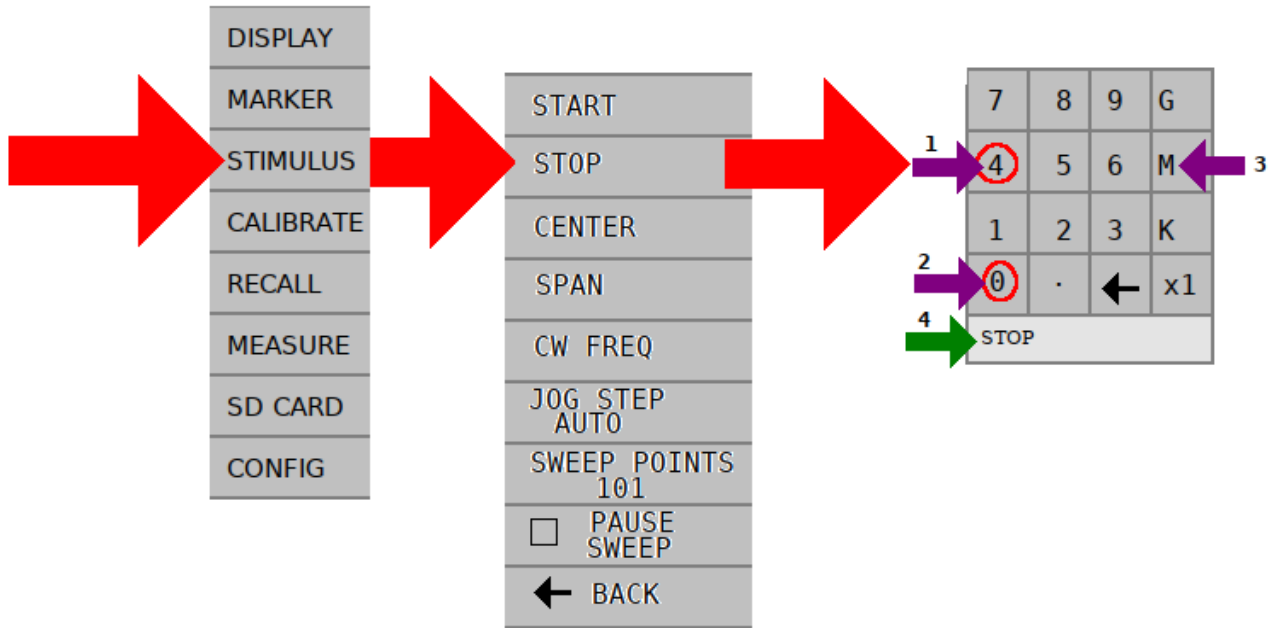 DISPLAY
MARKER
STIMULUS
CALIBRATE
RECALL
MEASURE
SD CARD
CONFIG
START
STOP
CENTER
SPAN
CW FREQ
JOG STEP
AUTO
SWEEP POINTS
101
PAUSE
SWEEP
BACK
7 8 9 G
1 4 5 6 M 3
1 2 3 K
2 0 . x1
4 STOP